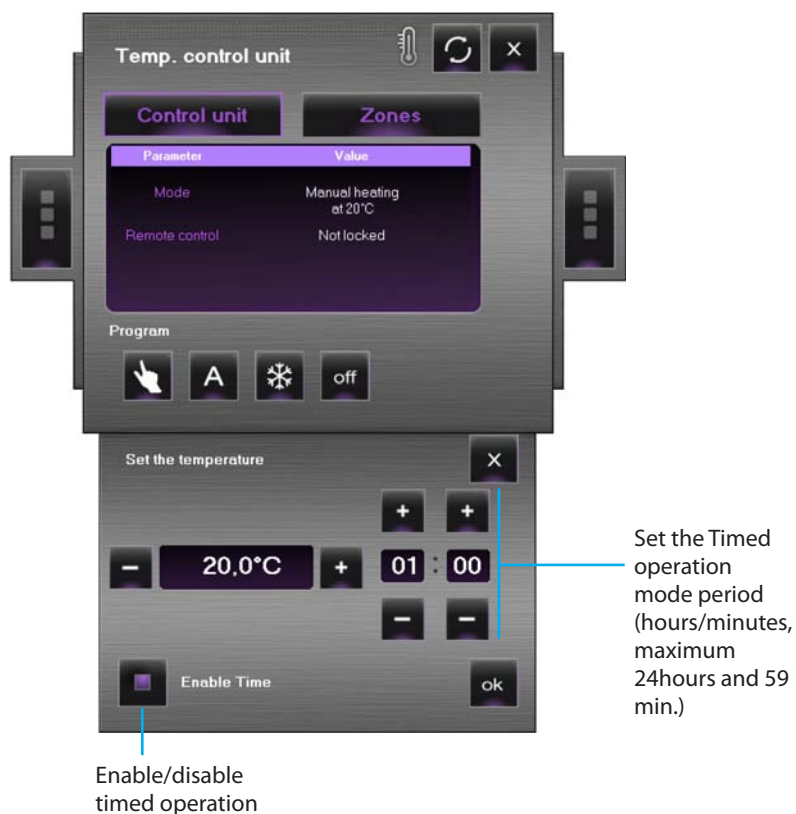 Temp. control unit
x
Control unit
Zones
Parameter Value
Mode Manual heating
at 20°C
Remote control Not locked
Program
A
off
Set the temperature
X
+ +
− 20,0°C + 01 : 00
− −
Enable Time
ok
Set the Timed
operation
mode period
(hours/minutes,
maximum
24hours and 59
min.)
Enable/disable
timed operation